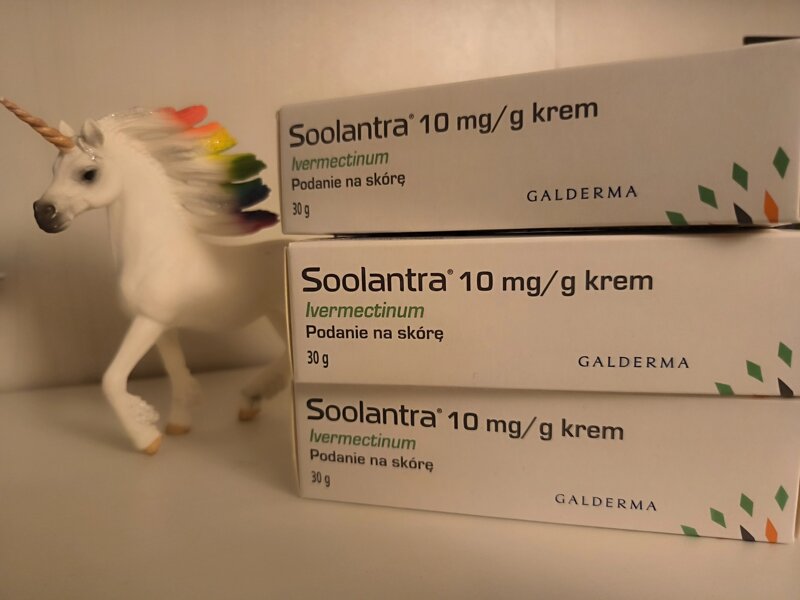 Soolantra® 10 mg/g krem
Ivermectinum
Podanie na skórę
30 g
GALDERMA
Soolantra® 10 mg/g krem
Ivermectinum
Podanie na skórę
30 g
GALDERMA
Soolantra® 10 mg/g krem
Ivermectinum
Podanie na skórę
30 g
GALDERMA